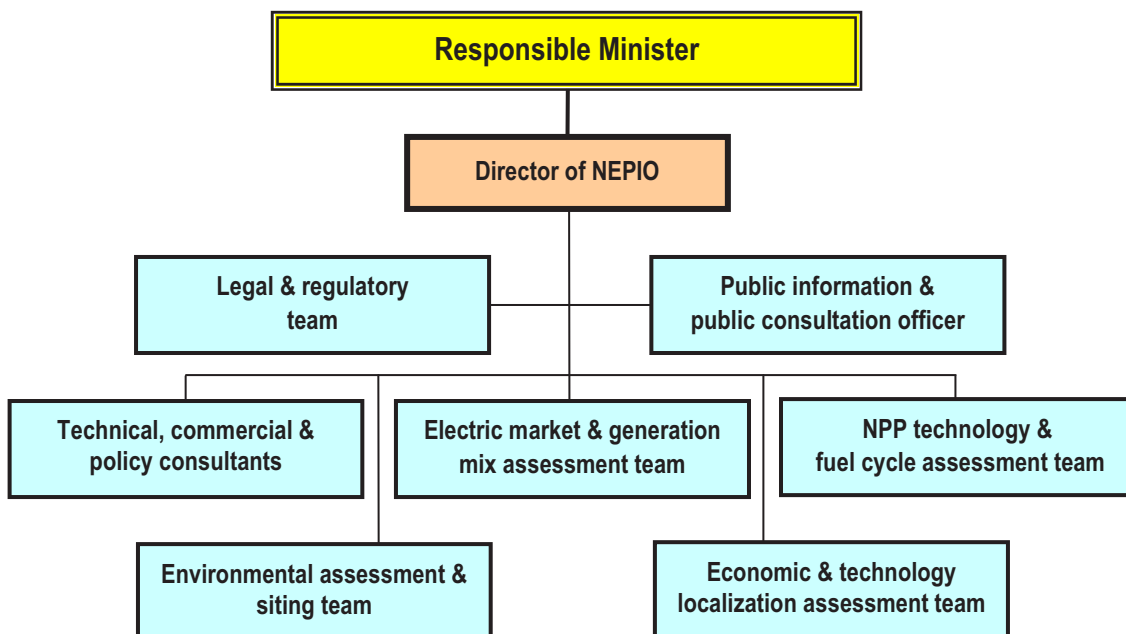 Responsible Minister
Director of NEPIO
Legal & regulatory
team
Public information &
public consultation officer
Technical, commercial &
policy consultants
Electric market & generation
mix assessment team
NPP technology &
fuel cycle assessment team
Environmental assessment &
siting team
Economic & technology
localization assessment team